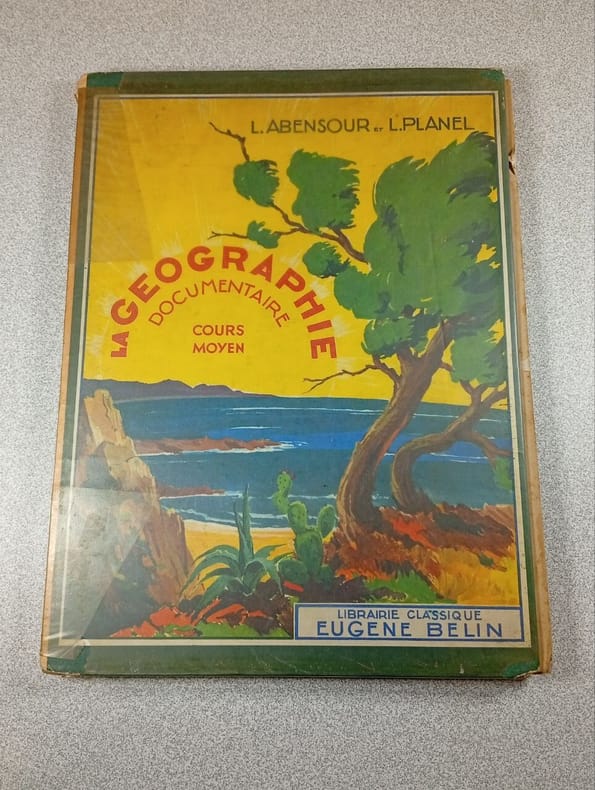 L. ABENSOUR ET L. PLANEL
LA GEOGRAPHIE
DOCUMENTAIRE
COURS
MOYEN
LIBRAIRIE CLASSIQUE
EUGENE BELIN